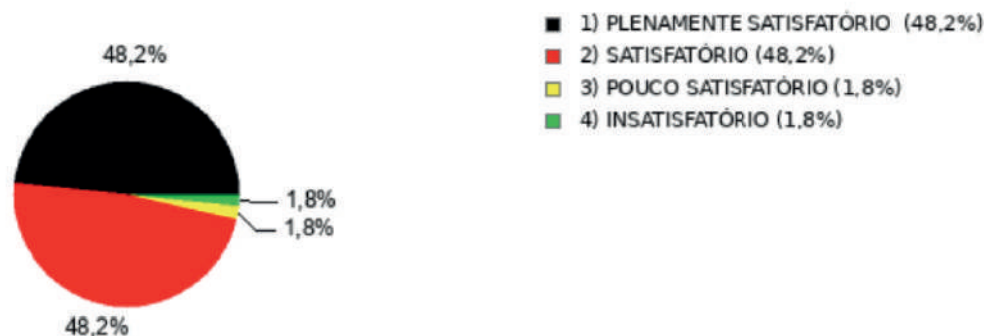 48,2%
1,8%
1,8%
48,2%
1) PLENAMENTE SATISFATÓRIO (48,2%)
2) SATISFATÓRIO (48,2%)
3) POUCO SATISFATÓRIO (1,8%)
4) INSATISFATÓRIO (1,8%)